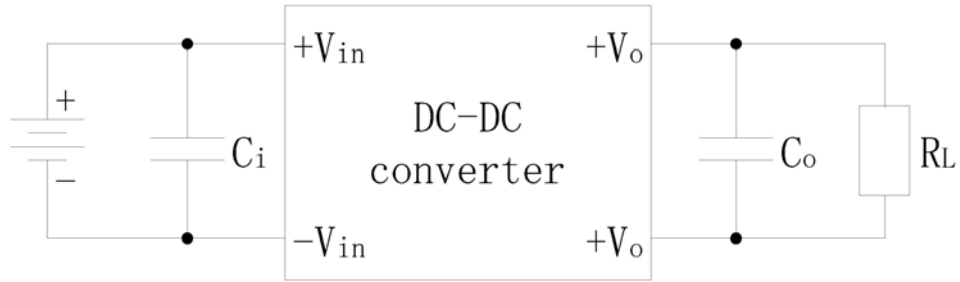 +Vin
+Vo
+
DC-DC
converter
Ci
Co
RL
-
-Vin
+Vo